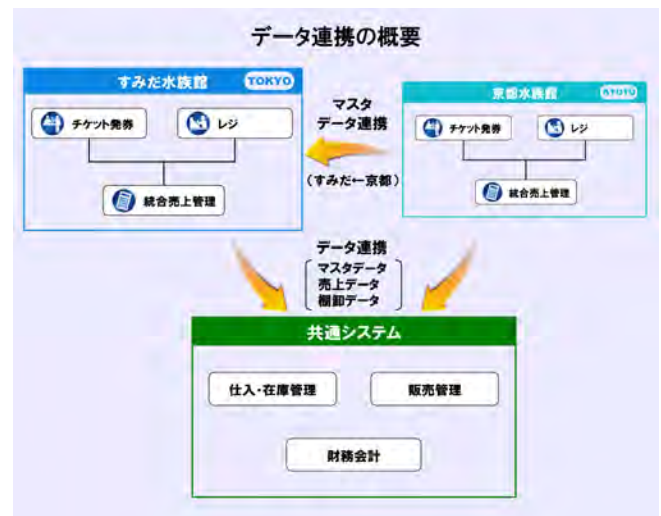 データ連携の概要
すみだ水族館 TOKYO
チケット発券 レジ
統合売上管理
マスタ
データ連携
(すみだ←京都)
京都水族館 KYOTO
チケット発券 レジ
統合売上管理
データ連携
マスタデータ
売上データ
棚卸データ
共通システム
仕入・在庫管理 販売管理
財務会計